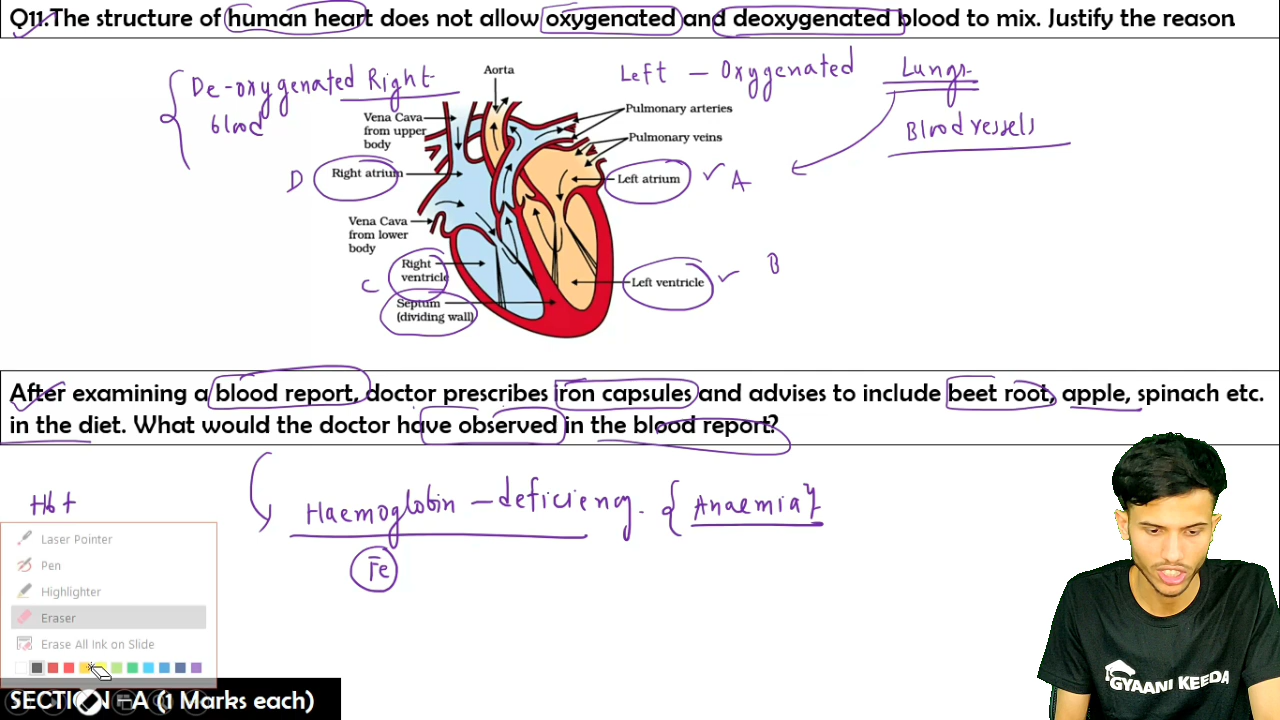 Q11.The structure of human heart does not allow oxygenated and deoxygenated blood to mix. Justify the reason
De-oxygenated Right
blood
Left - Oxygenated
Lungs
Blood vessels
Aorta
Pulmonary arteries
Vena Cava
from upper
body
Pulmonary veins
D
Right atrium
Left atrium
A
Vena Cava
from lower
body
Right
ventricle
C
Left ventricle
B
Septum
(dividing wall)
After examining a blood report, doctor prescribes iron capsules and advises to include beet root, apple, spinach etc.
in the diet. What would the doctor have observed in the blood report?
Haemoglobin - deficiency. { Anaemia }
Fe
Laser Pointer
Pen
Highlighter
Eraser
Erase All Ink on Slide
SECTION –A (1 Marks each)
GYAANI KEEDA